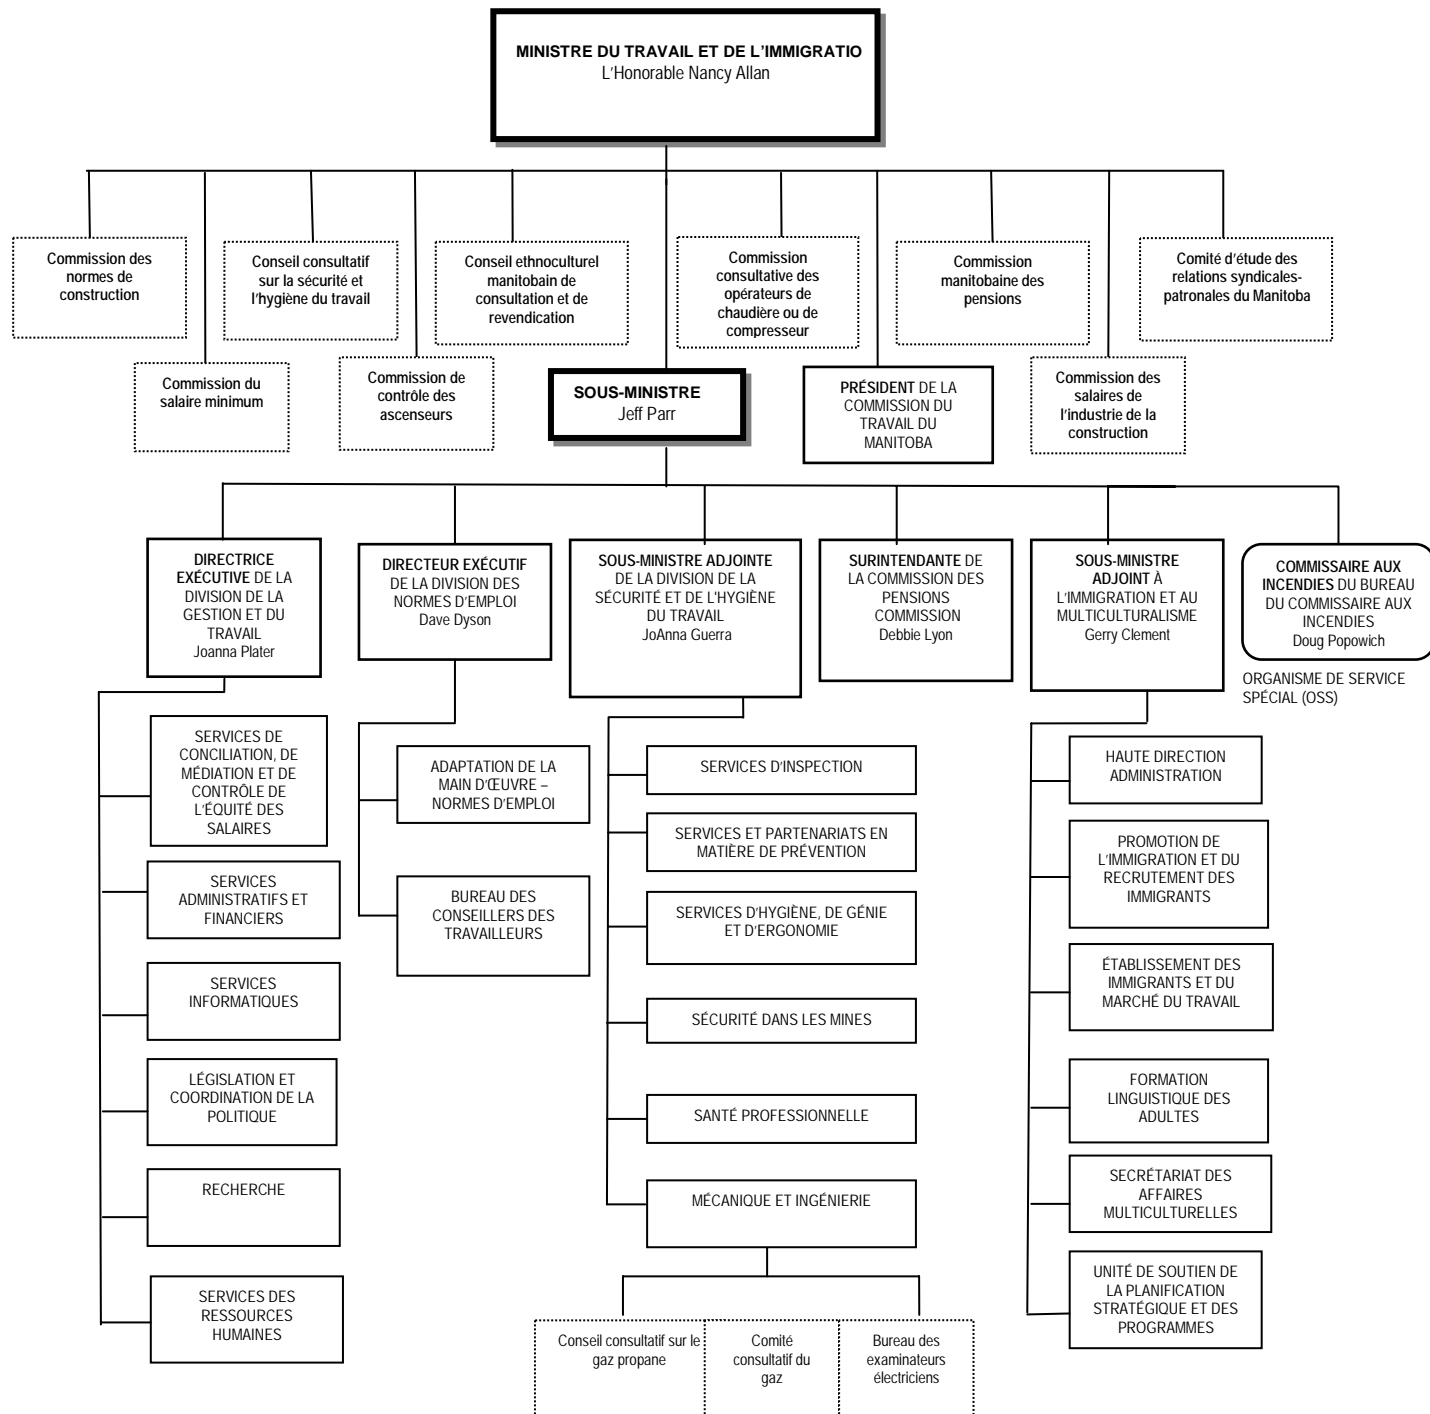 MINISTRE DU TRAVAIL ET DE L'IMMIGRATIO
L'Honorable Nancy Allan
Commission des
normes de
construction
Conseil consultatif
sur la sécurité et
l'hygiène du travail
Conseil ethnoculturel
manitobain de
consultation et de
revendication
Commission
consultative des
opérateurs de
chaudière ou de
compresseur
Commission
manitobaine des
pensions
Comité d'étude des
relations syndicales-
patronales du Manitoba
Commission du
salaire minimum
Commission de
contrôle des
ascenseurs
SOUS-MINISTRE
Jeff Parr
PRÉSIDENT DE LA
COMMISSION DU
TRAVAIL DU
MANITOBA
Commission des
salaires de
l'industrie de la
construction
DIRECTRICE
EXÉCUTIVE DE LA
DIVISION DE LA
GESTION ET DU
TRAVAIL
Joanna Plater
DIRECTEUR EXÉCUTIF
DE LA DIVISION DES
NORMES D'EMPLOI
Dave Dyson
SOUS-MINISTRE ADJOINTE
DE LA DIVISION DE LA
SÉCURITÉ ET DE L'HYGIÈNE
DU TRAVAIL
JoAnna Guerra
SURINTENDANTE DE
LA COMMISSION DES
PENSIONS
COMMISSION
Debbie Lyon
SOUS-MINISTRE
ADJOINT À
L'IMMIGRATION ET AU
MULTICULTURALISME
Gerry Clement
COMMISSAIRE AUX
INCENDIES DU BUREAU
DU COMMISSAIRE AUX
INCENDIES
Doug Popowich
ORGANISME DE SERVICE
SPÉCIAL (OSS)
SERVICES DE
CONCILIATION, DE
MÉDIATION ET DE
CONTRÔLE DE
L'ÉQUITÉ DES
SALAIRES
SERVICES
ADMINISTRATIFS ET
FINANCIERS
SERVICES
INFORMATIQUES
LÉGISLATION ET
COORDINATION DE LA
POLITIQUE
RECHERCHE
SERVICES DES
RESSOURCES
HUMAINES
ADAPTATION DE LA
MAIN D'ŒUVRE –
NORMES D'EMPLOI
BUREAU DES
CONSEILLERS DES
TRAVAILLEURS
SERVICES D'INSPECTION
SERVICES ET PARTENARIATS EN
MATIÈRE DE PRÉVENTION
SERVICES D'HYGIÈNE, DE GÉNIE
ET D'ERGONOMIE
SÉCURITÉ DANS LES MINES
SANTÉ PROFESSIONNELLE
MÉCANIQUE ET INGÉNIERIE
Conseil consultatif sur le
gaz propane
Comité
consultatif du
gaz
Bureau des
examinateurs
électriciens
HAUTE DIRECTION
ADMINISTRATION
PROMOTION DE
L'IMMIGRATION ET DU
RECRUTEMENT DES
IMMIGRANTS
ÉTABLISSEMENT DES
IMMIGRANTS ET DU
MARCHÉ DU TRAVAIL
FORMATION
LINGUISTIQUE DES
ADULTES
SECRÉTARIAT DES
AFFAIRES
MULTICULTURELLES
UNITÉ DE SOUTIEN DE
LA PLANIFICATION
STRATÉGIQUE ET DES
PROGRAMMES